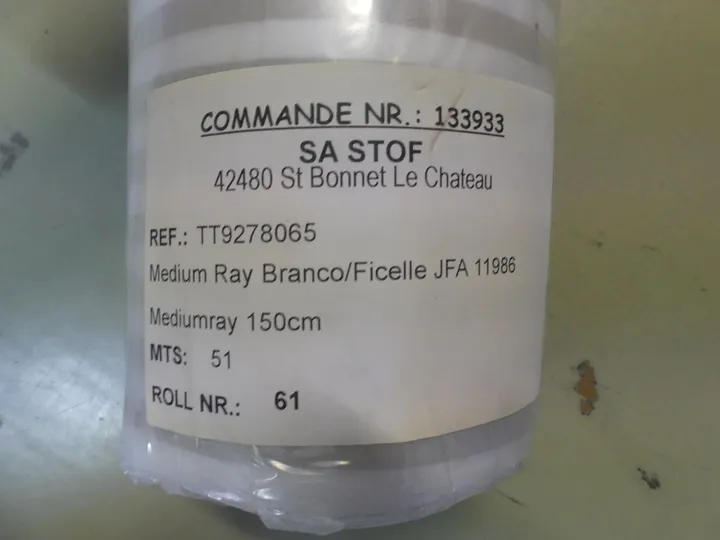 COMMANDE NR.: 133933
SA STOF
42480 St Bonnet Le Chateau
REF.: TT9278065
Medium Ray Branco/Ficelle JFA 11986
Mediumray 150cm
MTS: 51
ROLL NR.: 61